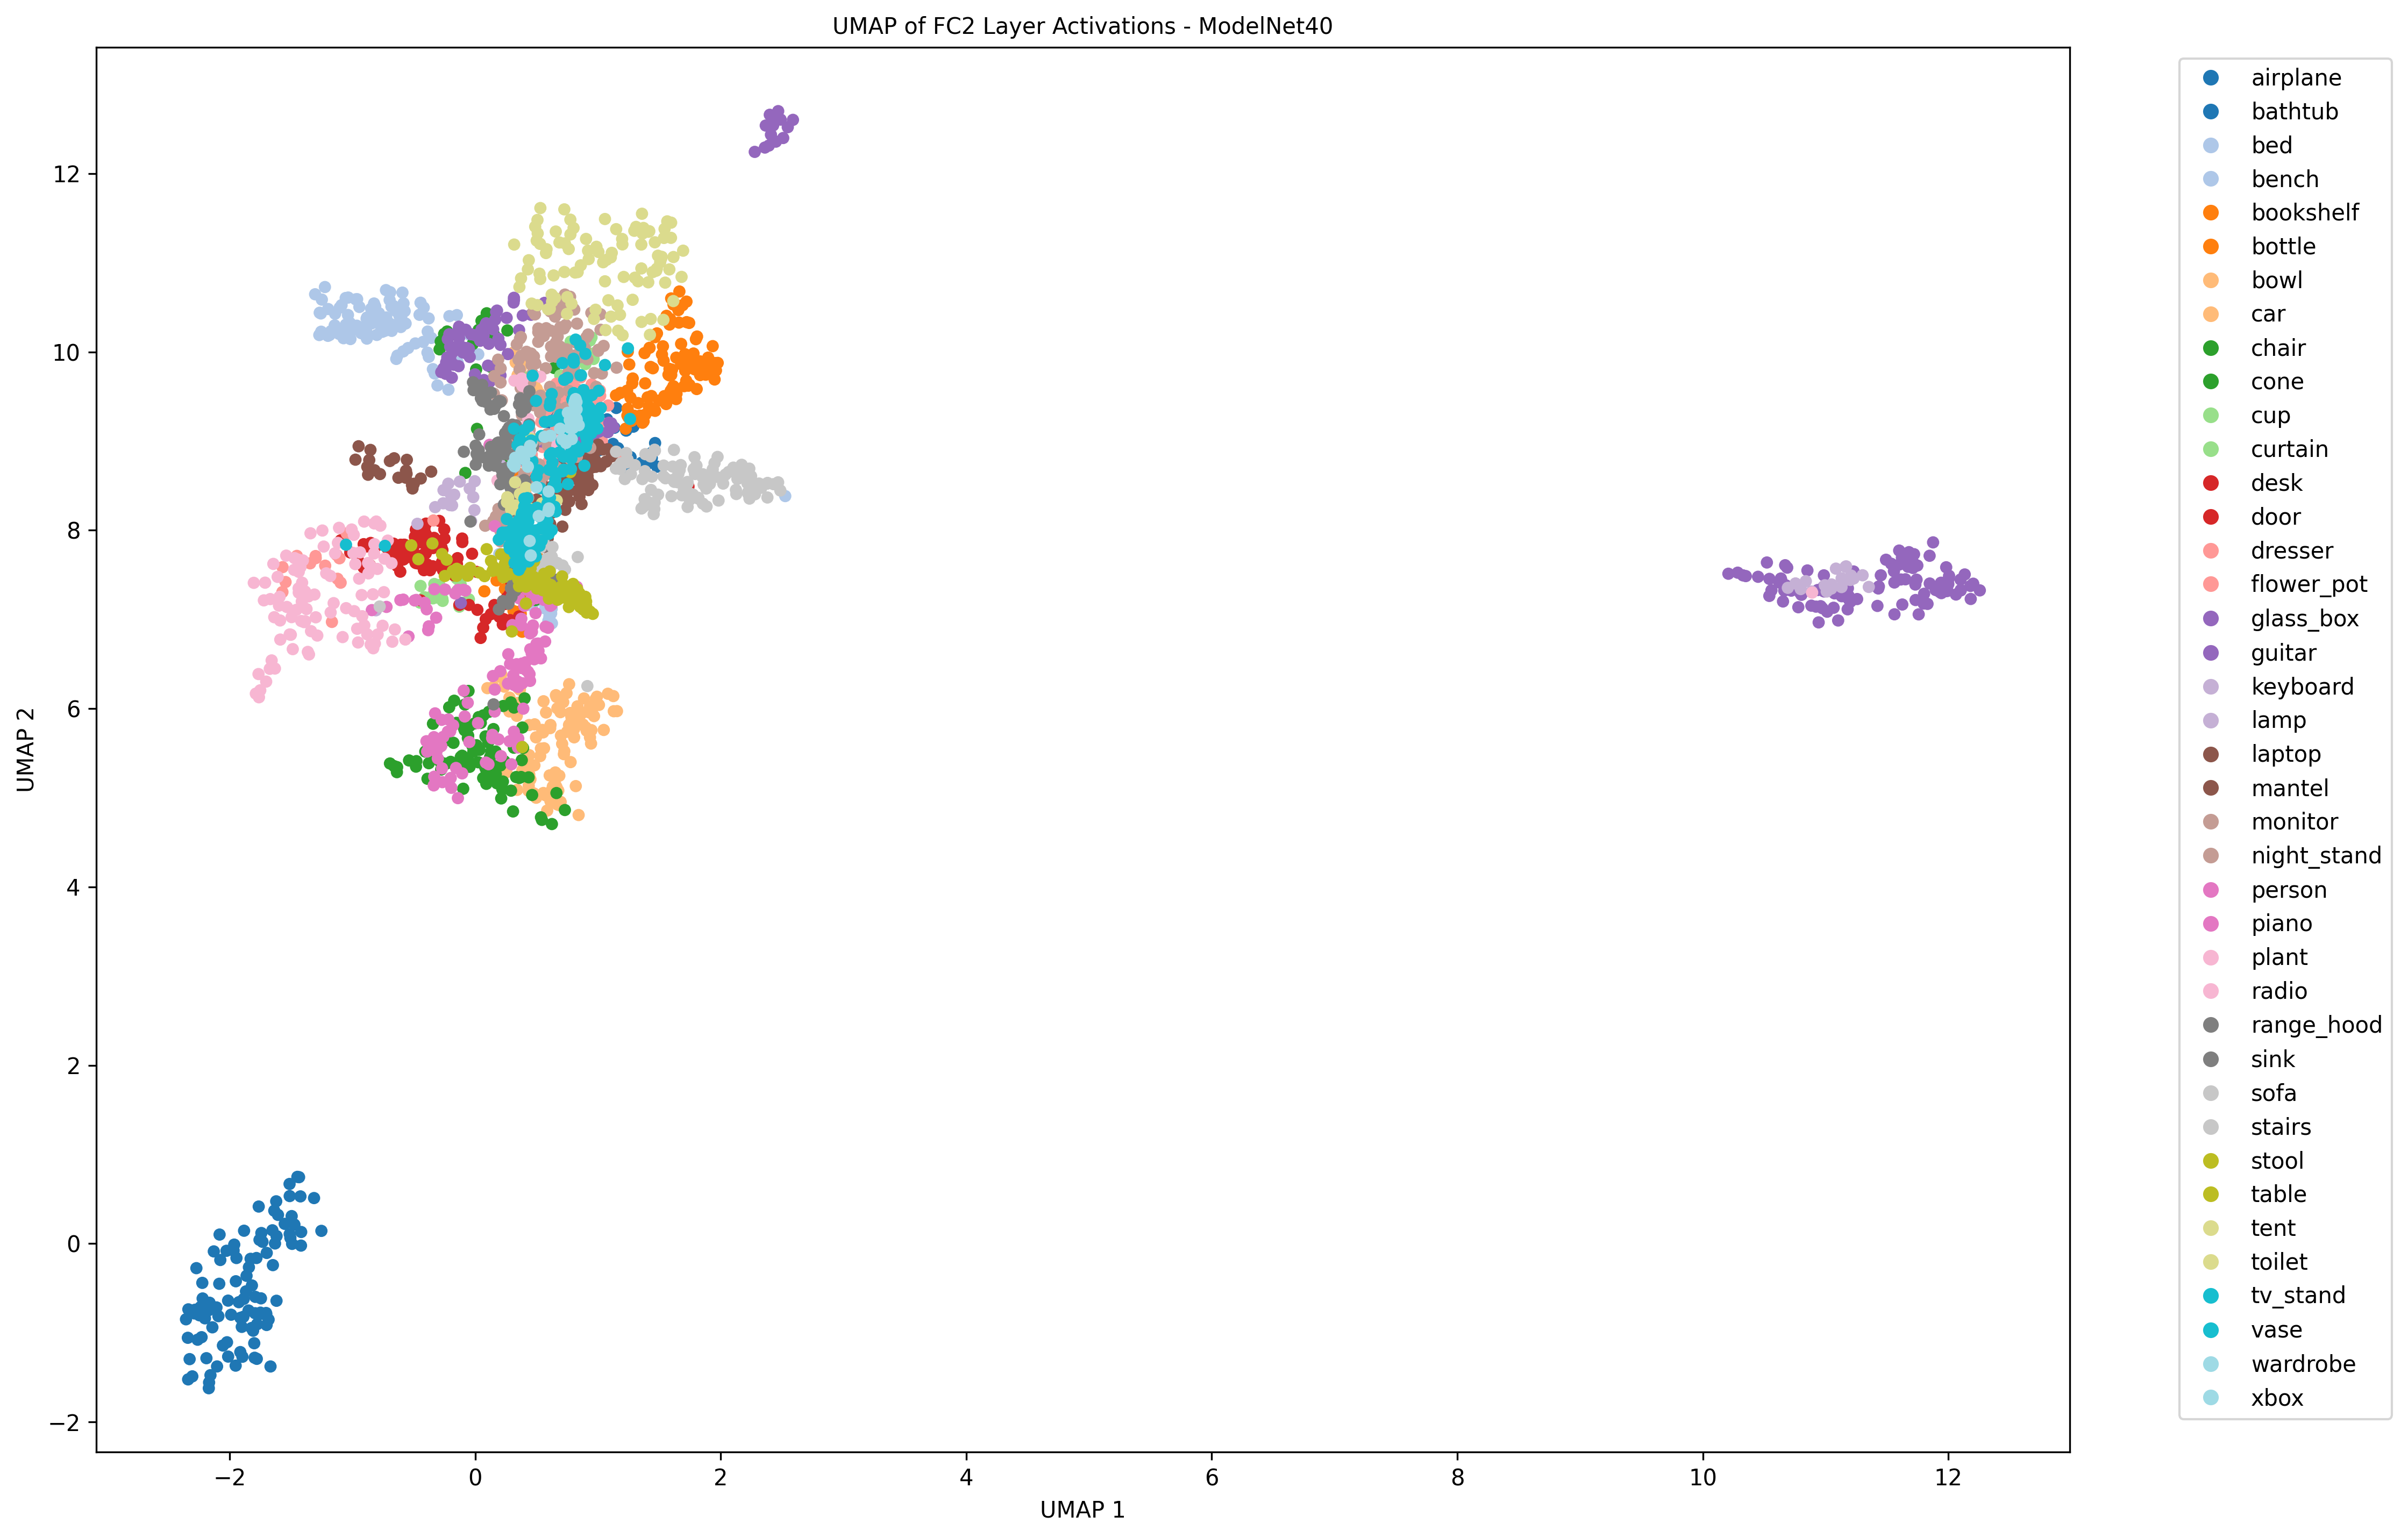 UMAP of FC2 Layer Activations - ModelNet40
12
10
8
6
4
2
0
−2
UMAP 2
−2
0
2
4
6
8
10
12
UMAP 1
airplane
bathtub
bed
bench
bookshelf
bottle
bowl
car
chair
cone
cup
curtain
desk
door
dresser
flower_pot
glass_box
guitar
keyboard
lamp
laptop
mantel
monitor
night_stand
person
piano
plant
radio
range_hood
sink
sofa
stairs
stool
table
tent
toilet
tv_stand
vase
wardrobe
xbox